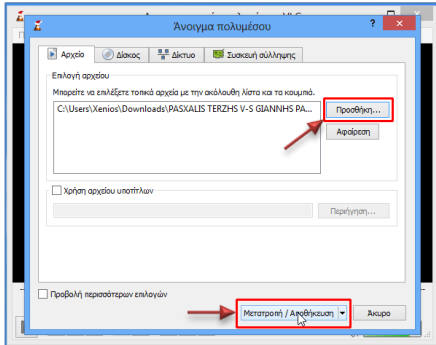 Άνοιγμα πολυμέσου
?
x
Αρχείο
Δίσκος
Δίκτυο
Συσκευή σύλληψης
Επιλογή αρχείου
Μπορείτε να επιλέξετε τοπικά αρχεία με την ακόλουθη λίστα και τα κουμπιά.
C:\Users\Xenios\Downloads\PASXALIS TERZHS V-S GIANNHS PA...
Προσθήκη...
Αφαίρεση
Χρήση αρχείου υποτίτλων
Περιήγηση...
Προβολή περισσότερων επιλογών
Μετατροπή / Αποθήκευση
Άκυρο